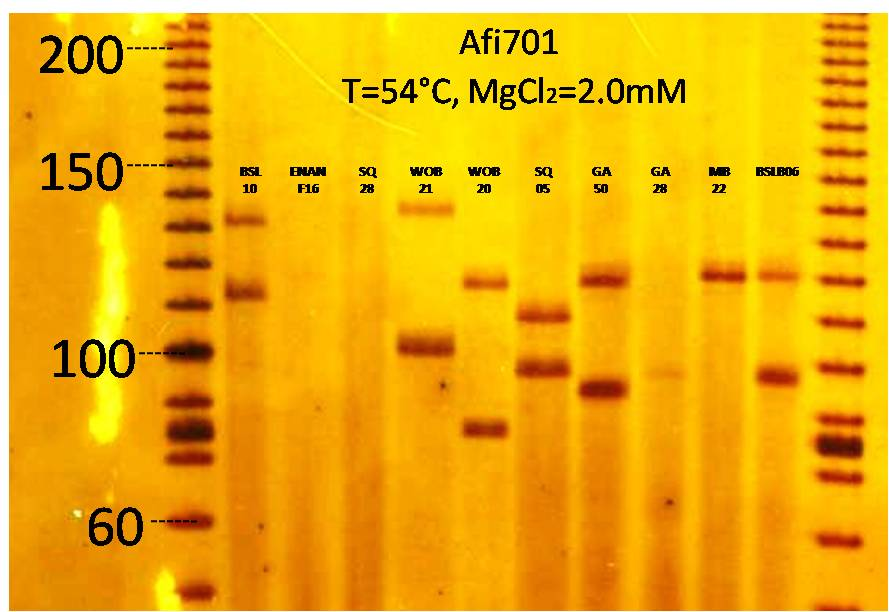 Afi701
T=54°C, MgCl₂=2.0mM
200
150
BSL
10
ENAN
F16
SQ
28
WOB
21
WOB
20
SQ
05
GA
50
GA
28
MB
22
BSLB06
100
60